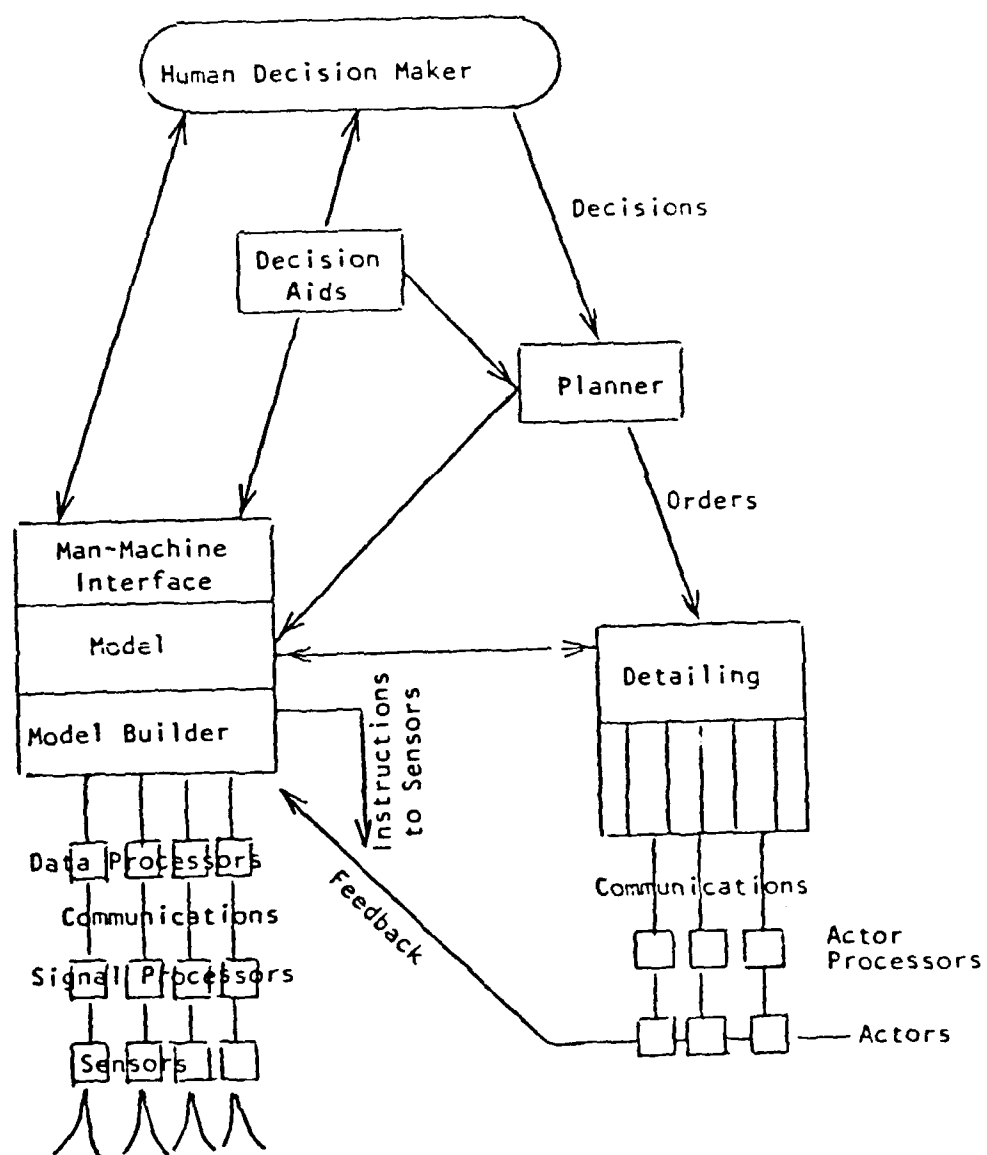 Human Decision Maker
Decisions
Decision
Aids
Planner
Orders
Man-Machine
Interface
Model
Detailing
Model Builder
Instructions
to Sensors
Data Processors
Feedback
Communications
Communications
Actor
Processors
Signal Processors
Actors
Sensors